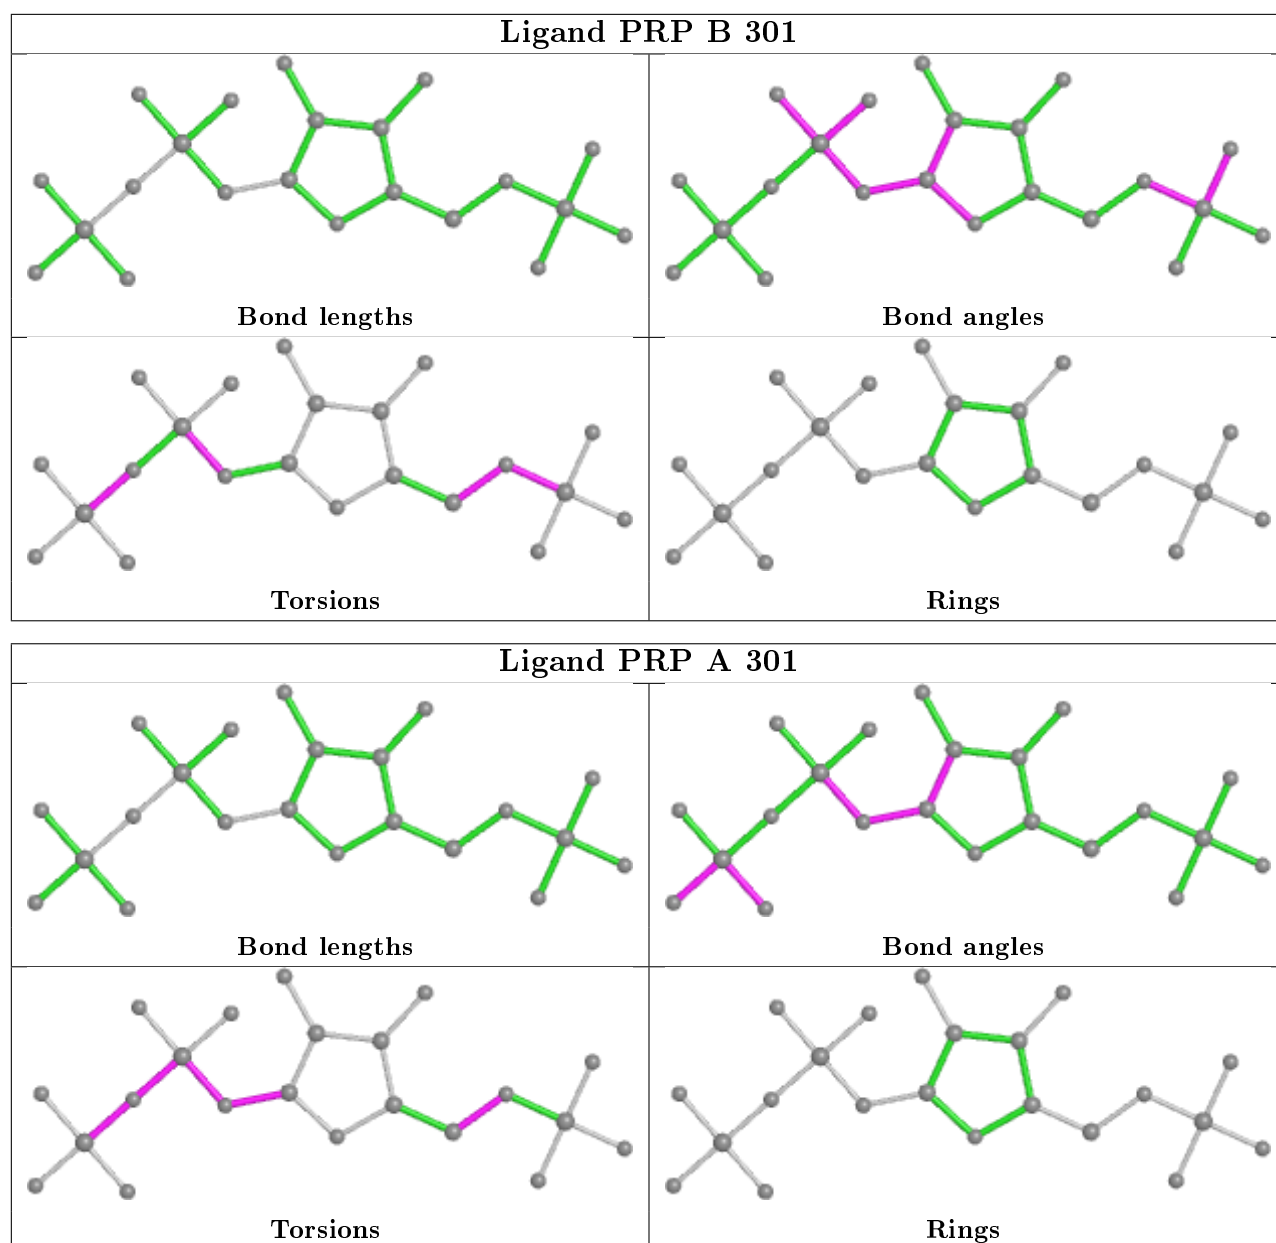 Ligand PRP B 301
Bond lengths
Bond angles
Torsions
Rings
Ligand PRP A 301
Bond lengths
Bond angles
Torsions
Rings